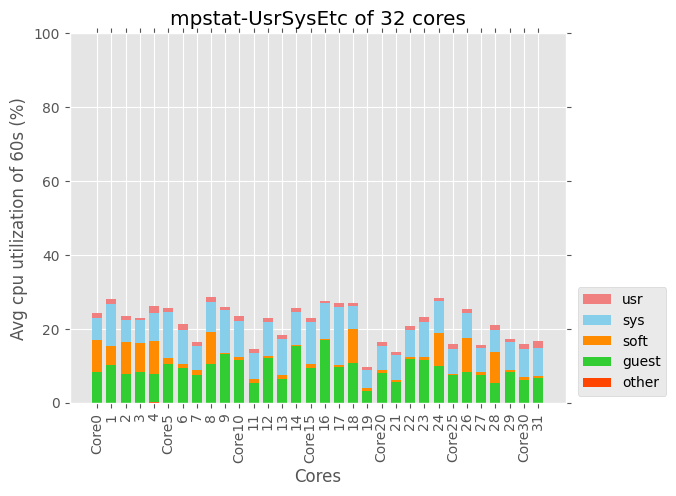 mpstat-UsrSysEtc of 32 cores
Avg cpu utilization of 60s (%)
100
80
60
40
20
0
Core0
1
2
3
4
Core5
6
7
8
9
Core10
11
12
13
14
Core15
16
17
18
19
Core20
21
22
23
24
Core25
26
27
28
29
Core30
31
Cores
usr
sys
soft
guest
other